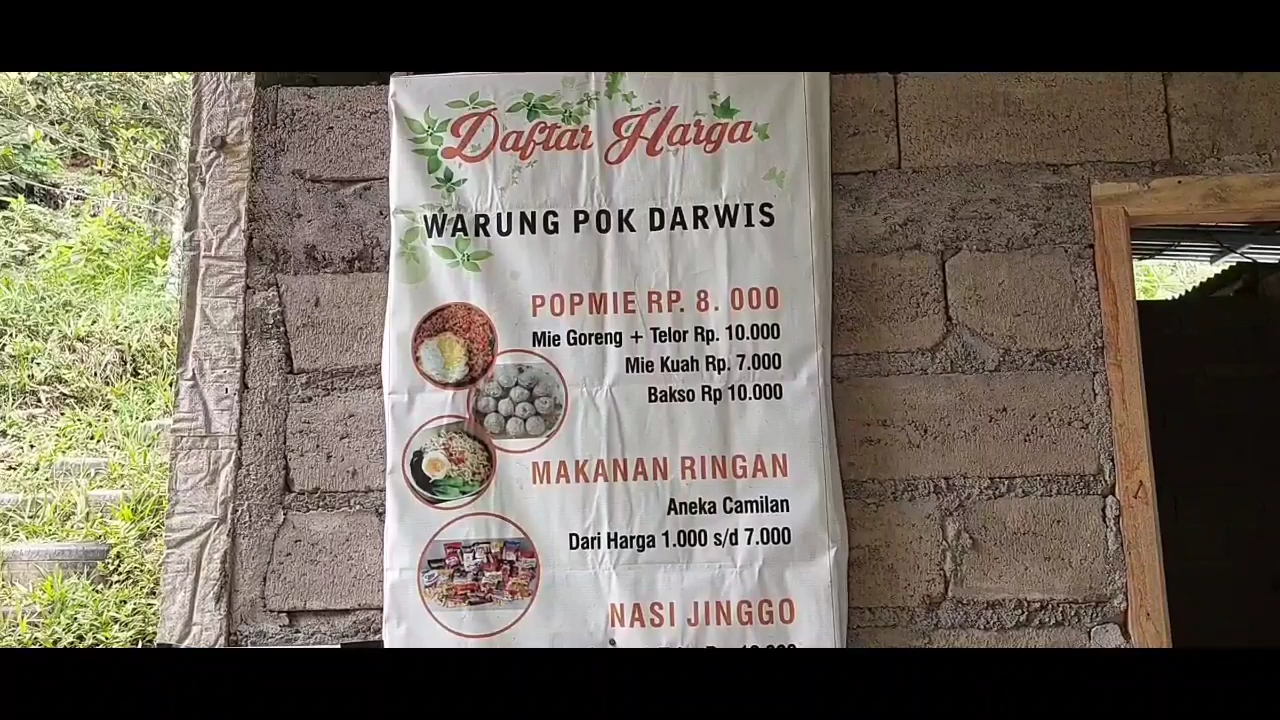 Daftar Harga
WARUNG POK DARWIS
POPMIE RP. 8. 000
Mie Goreng + Telor Rp. 10.000
Mie Kuah Rp. 7.000
Bakso Rp 10.000
MAKANAN RINGAN
Aneka Camilan
Dari Harga 1.000 s/d 7.000
NASI JINGGO